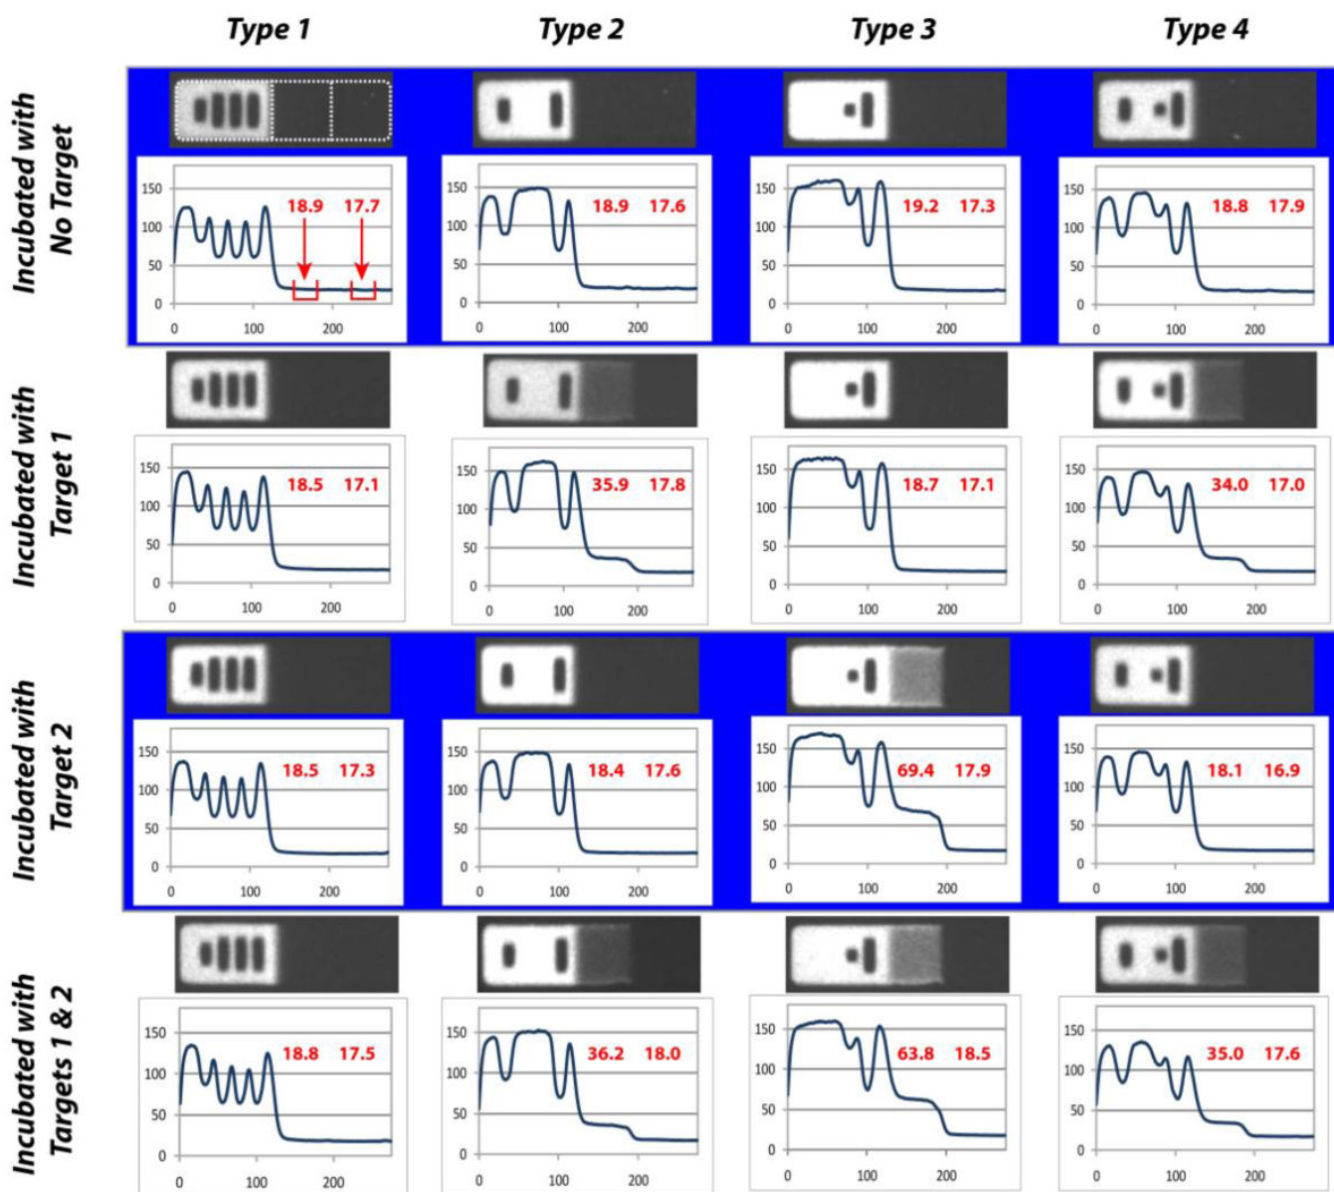 Type 1 Type 2 Type 3 Type 4
Incubated with
No Target
150 100 50 0
0 100 200
18.9 17.7
150 100 50 0
0 100 200
18.9 17.6
150 100 50 0
0 100 200
19.2 17.3
150 100 50 0
0 100 200
18.8 17.9
Incubated with
Target 1
150 100 50 0
0 100 200
18.5 17.1
150 100 50 0
0 100 200
35.9 17.8
150 100 50 0
0 100 200
18.7 17.1
150 100 50 0
0 100 200
34.0 17.0
Incubated with
Target 2
150 100 50 0
0 100 200
18.5 17.3
150 100 50 0
0 100 200
18.4 17.6
150 100 50 0
0 100 200
69.4 17.9
150 100 50 0
0 100 200
18.1 16.9
Incubated with
Targets 1 & 2
150 100 50 0
0 100 200
18.8 17.5
150 100 50 0
0 100 200
36.2 18.0
150 100 50 0
0 100 200
63.8 18.5
150 100 50 0
0 100 200
35.0 17.6